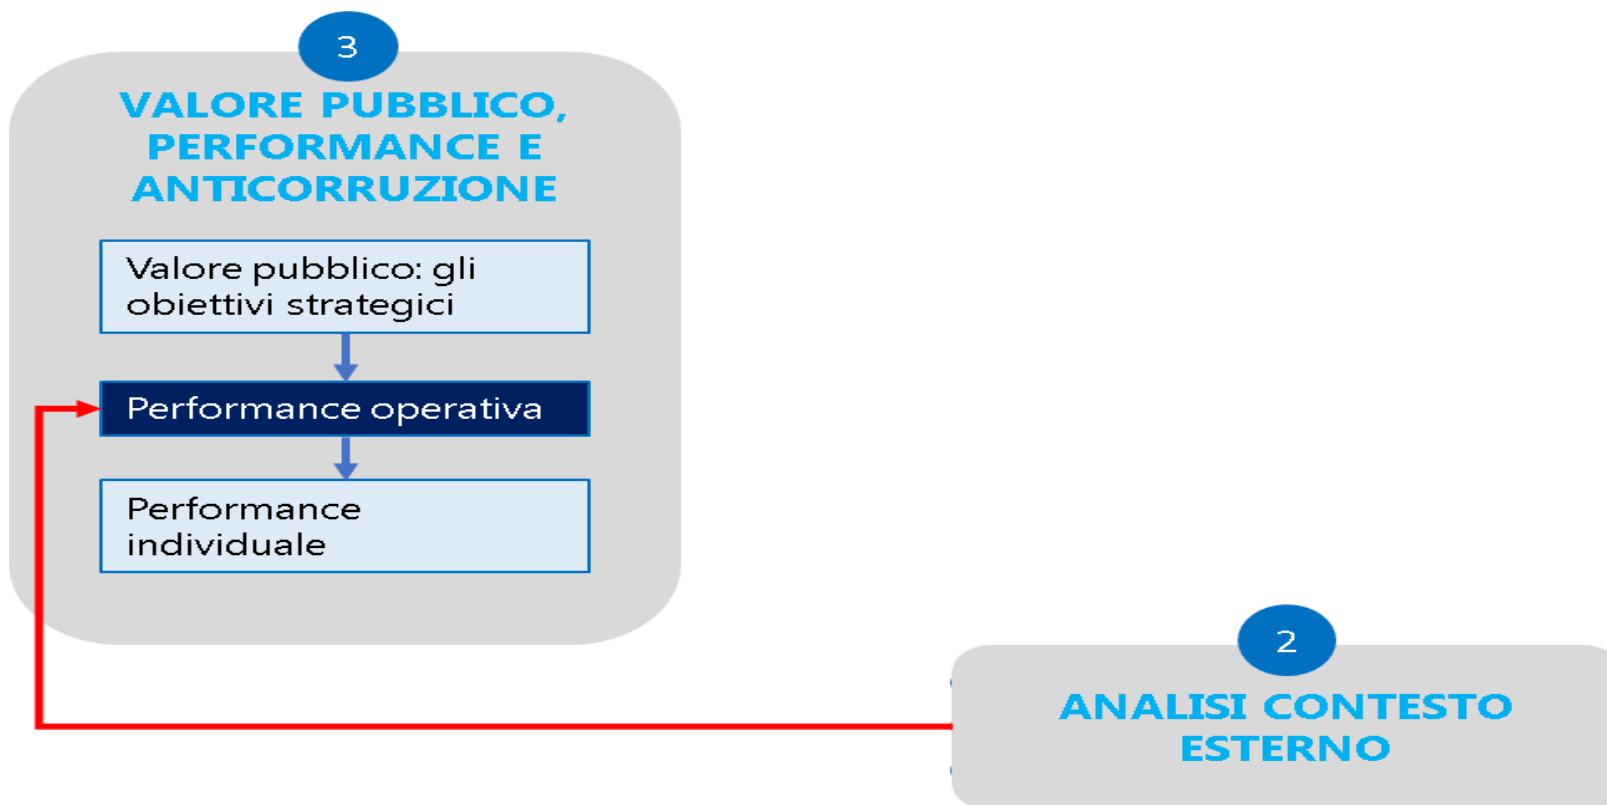 3
VALORE PUBBLICO,
PERFORMANCE E
ANTICORRUZIONE
Valore pubblico: gli
obiettivi strategici
Performance operativa
Performance
individuale
2
ANALISI CONTESTO
ESTERNO